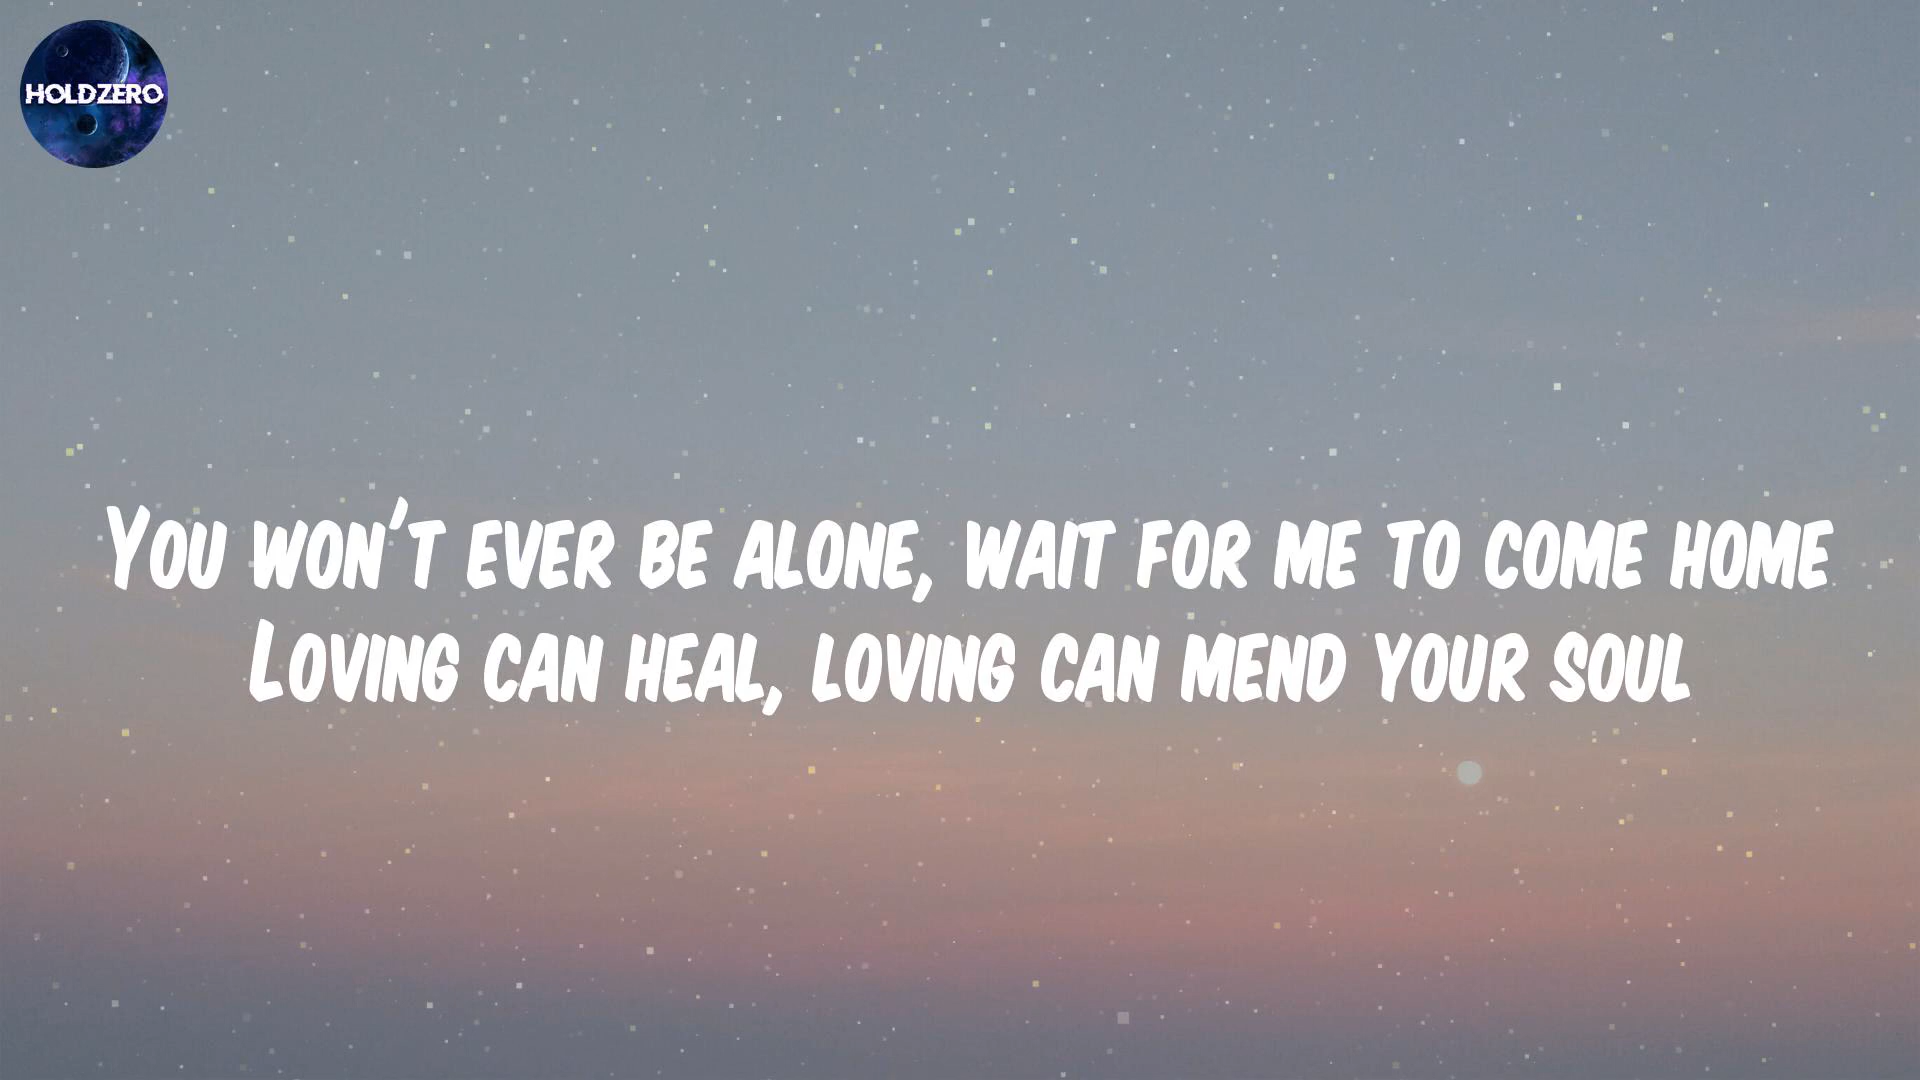 HOLDZERO
You won't ever be alone, wait for me to come home
Loving can heal, loving can mend your soul